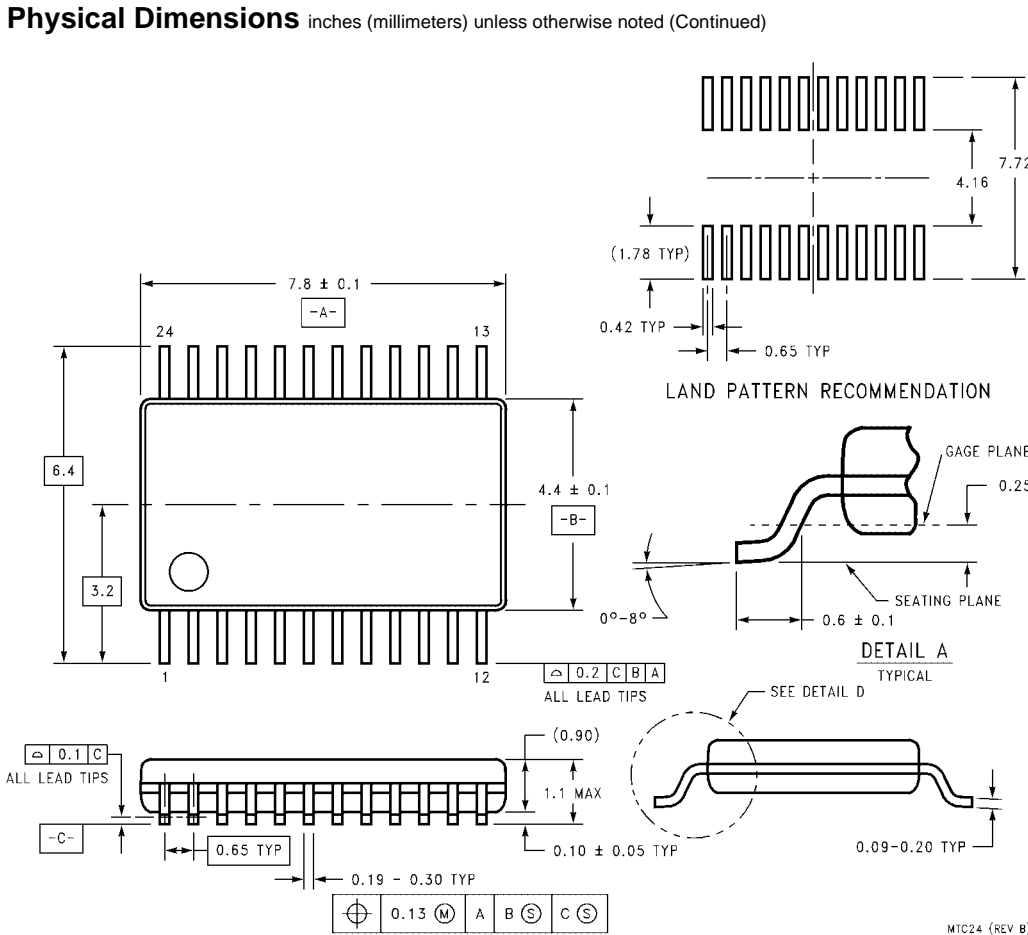 Physical Dimensions inches (millimeters) unless otherwise noted (Continued)
7.72
4.16
(1.78 TYP)
0.42 TYP
0.65 TYP
LAND PATTERN RECOMMENDATION
7.8 ± 0.1
-A-
24
13
6.4
3.2
4.4 ± 0.1
-B-
1
12
⌓ 0.2 C B A
ALL LEAD TIPS
GAGE PLANE
0.25
SEATING PLANE
0°-8°
0.6 ± 0.1
DETAIL A
TYPICAL
SEE DETAIL D
⌓ 0.1 C
ALL LEAD TIPS
-C-
(0.90)
1.1 MAX
0.65 TYP
0.10 ± 0.05 TYP
0.19 - 0.30 TYP
⌖ 0.13 Ⓜ A B Ⓢ C Ⓢ
0.09-0.20 TYP
MTC24 (REV B)